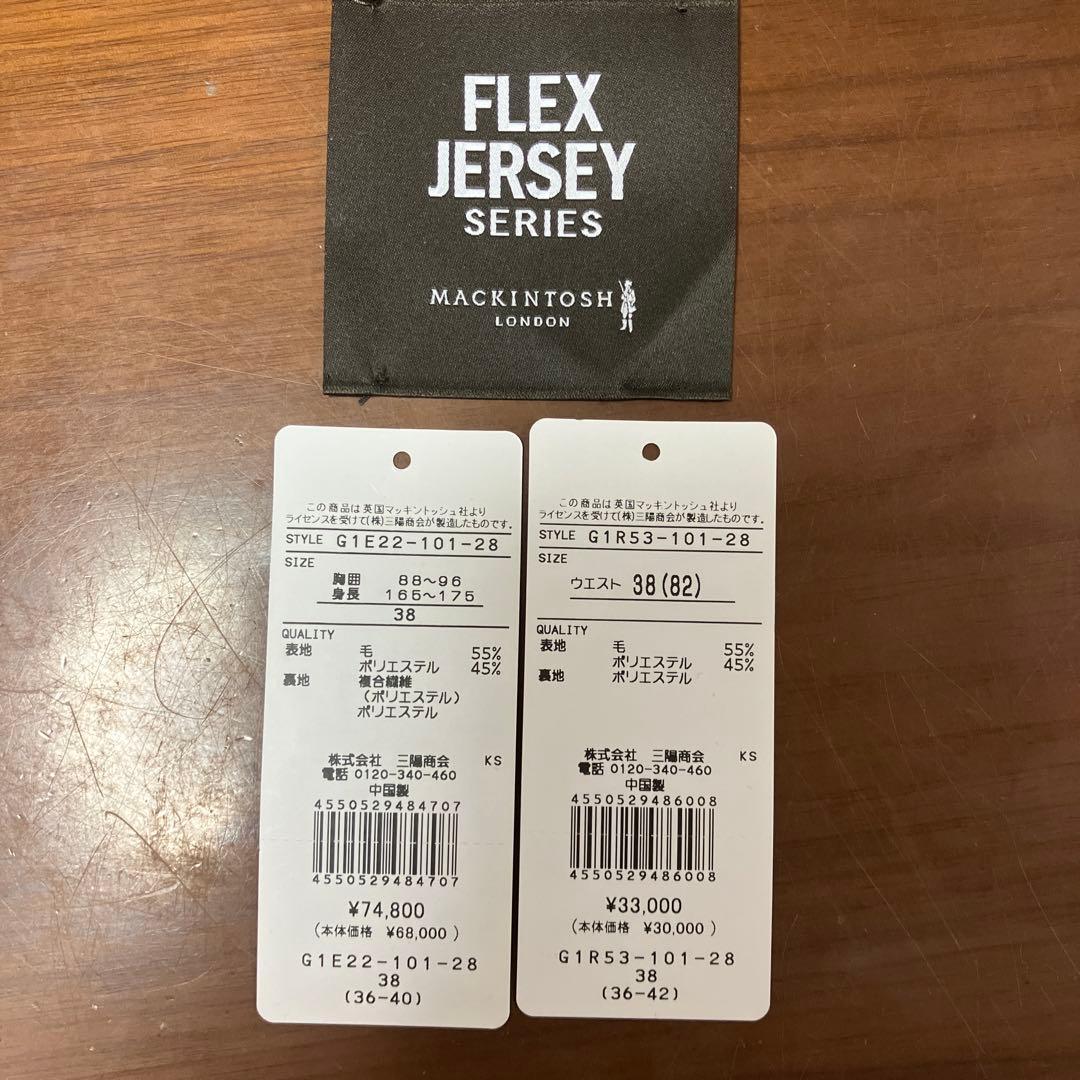 FLEX
JERSEY
SERIES
MACKINTOSH
LONDON
この商品は英国マッキントッシュ社より
ライセンスを受けて(株)三陽商会が製造したものです。
STYLE G1E22-101-28
SIZE
胸囲 88~96
身長 165~175
38
QUALITY
表地 毛 55%
ポリエステル 45%
裏地 複合繊維
(ポリエステル)
ポリエステル
株式会社 三陽商会 KS
電話 0120-340-460
中国製
4550529484707
4550529484707
¥74,800
(本体価格 ¥68,000)
G1E22-101-28
38
(36-40)
この商品は英国マッキントッシュ社より
ライセンスを受けて(株)三陽商会が製造したものです。
STYLE G1R53-101-28
SIZE
ウエスト 38(82)
QUALITY
表地 毛 55%
ポリエステル 45%
裏地 ポリエステル
株式会社 三陽商会 KS
電話 0120-340-460
中国製
4550529486008
4550529486008
¥33,000
(本体価格 ¥30,000)
G1R53-101-28
38
(36-42)